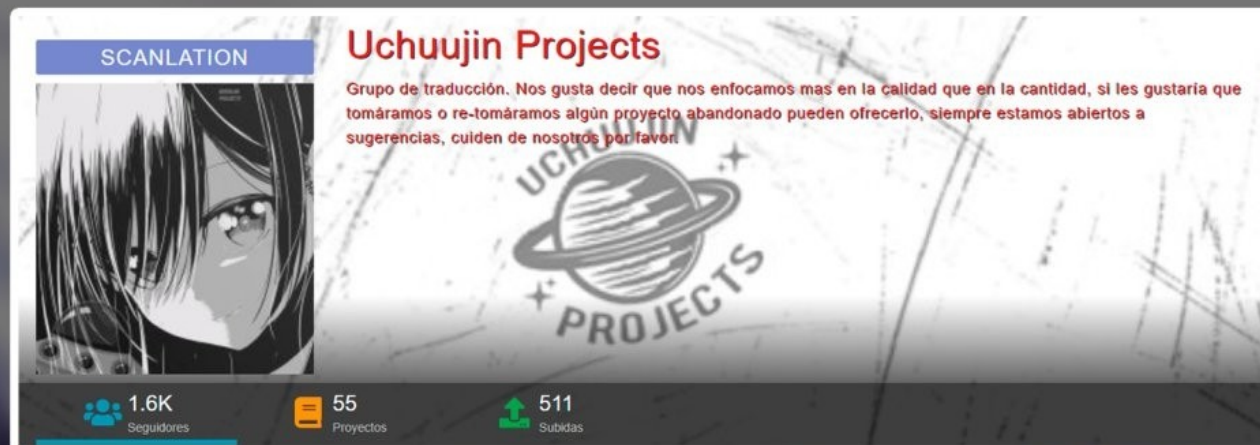 SCANLATION
Uchuujin Projects
Grupo de traducción. Nos gusta decir que nos enfocamos mas en la calidad que en la cantidad, si les gustaría que
tomáramos o re-tomáramos algún proyecto abandonado pueden ofrecerlo, siempre estamos abiertos a
sugerencias, cuiden de nosotros por favor.
UCHUUJIN
PROJECTS
1.6K
Seguidores
55
Proyectos
511
Subidas